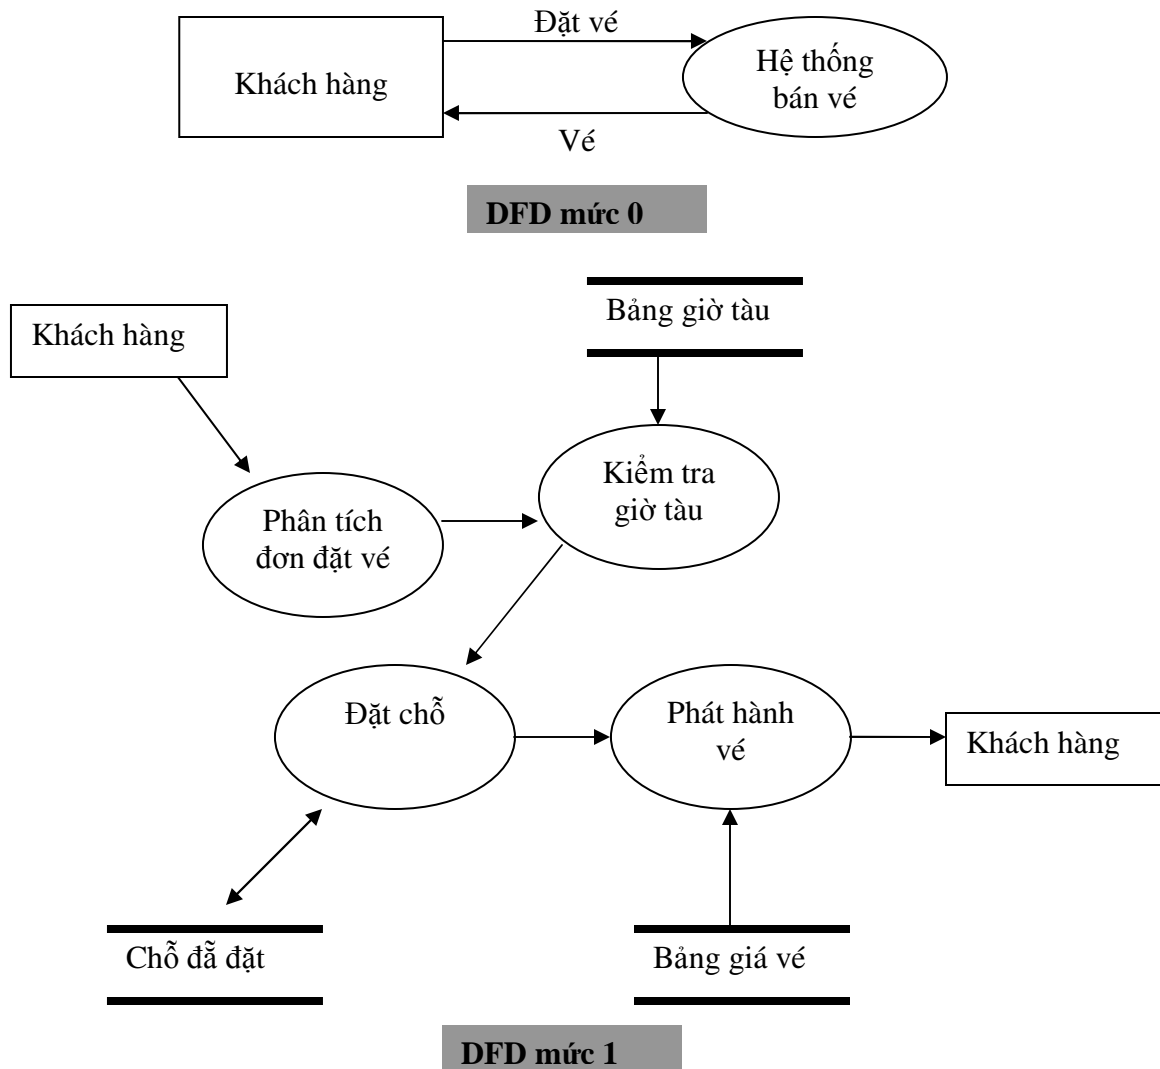 Đặt vé
Khách hàng
Hệ thống
bán vé
Vé
DFD mức 0
Bảng giờ tàu
Khách hàng
Kiểm tra
giờ tàu
Phân tích
đơn đặt vé
Đặt chỗ
Phát hành
vé
Khách hàng
Chỗ đẵ đặt
Bảng giá vé
DFD mức 1